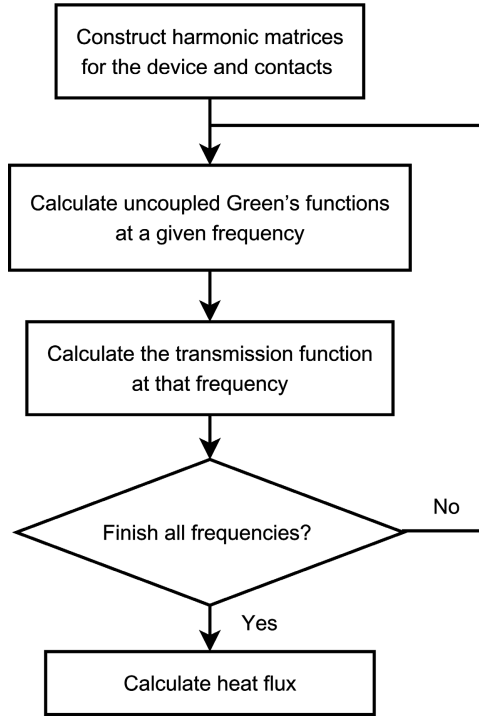 Construct harmonic matrices
for the device and contacts
Calculate uncoupled Green's functions
at a given frequency
Calculate the transmission function
at that frequency
Finish all frequencies?
No
Yes
Calculate heat flux